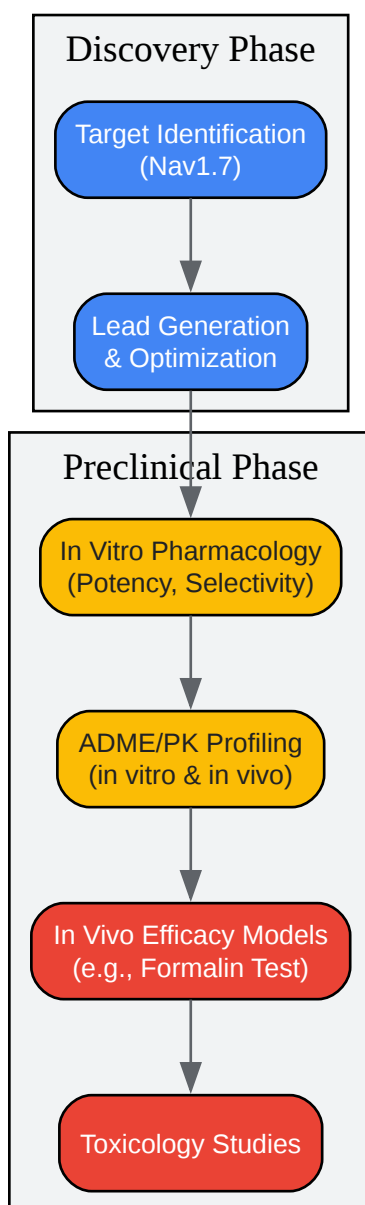 Discovery Phase
Target Identification
(Nav1.7)
Lead Generation
& Optimization
Preclinical Phase
In Vitro Pharmacology
(Potency, Selectivity)
ADME/PK Profiling
(in vitro & in vivo)
In Vivo Efficacy Models
(e.g., Formalin Test)
Toxicology Studies